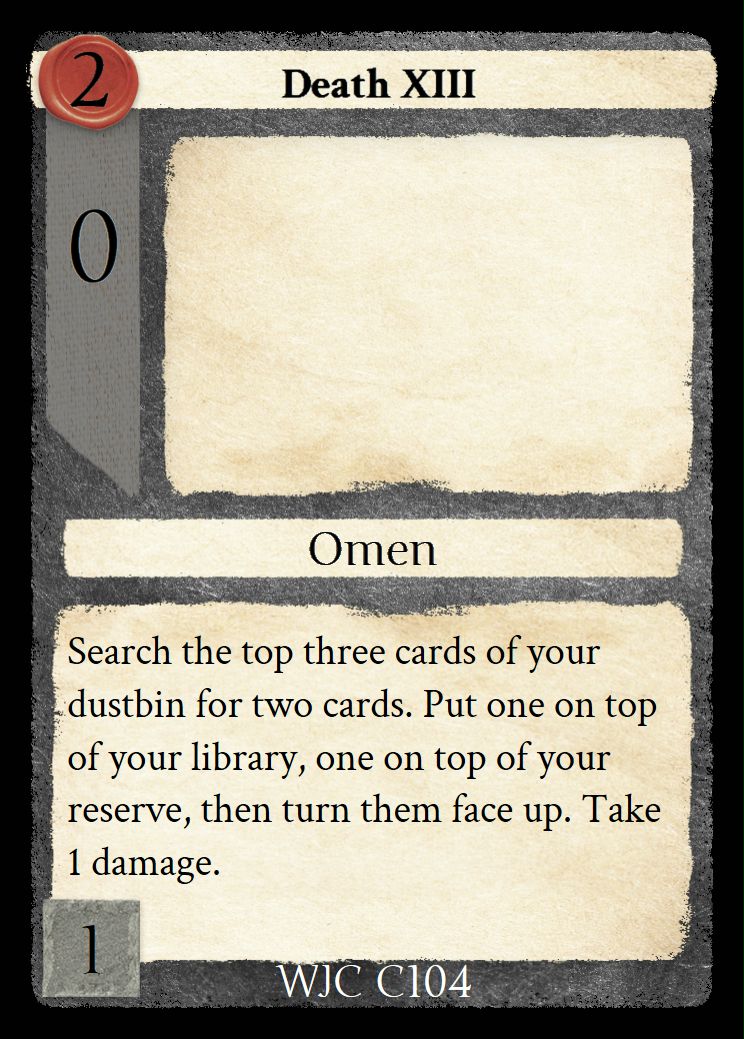 2
Death XIII
0
Omen
Search the top three cards of your
dustbin for two cards. Put one on top
of your library, one on top of your
reserve, then turn them face up. Take
1 damage.
1
WJC C104